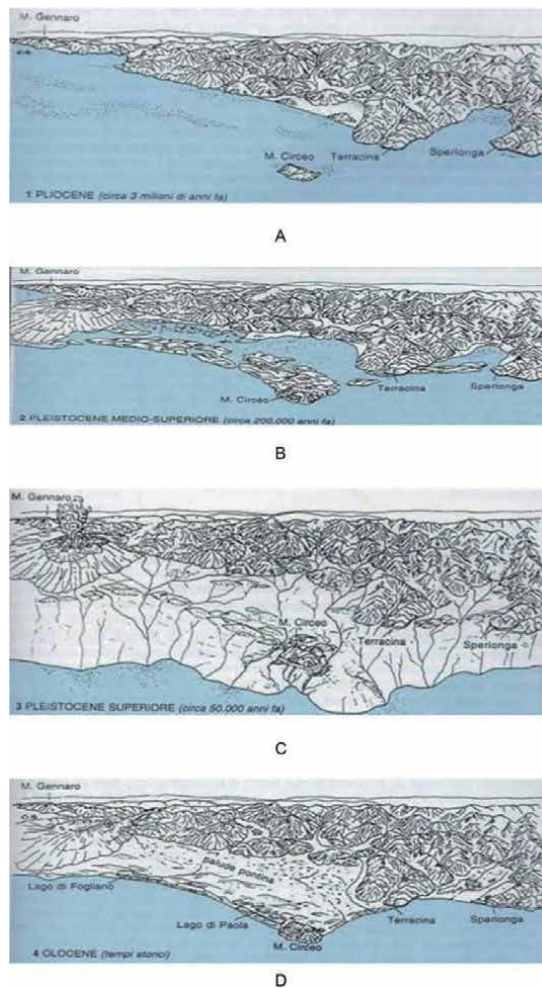 M. Gennaro
M. Circeo
Terracina
Sperlonga
1 PLIOCENE (circa 3 milioni di anni fa)
A
M. Gennaro
Terracina
Sperlonga
M. Circeo
2 PLEISTOCENE MEDIO-SUPERIORE (circa 200.000 anni fa)
B
M. Gennaro
M. Circeo
Terracina
Sperlonga
3 PLEISTOCENE SUPERIORE (circa 50.000 anni fa)
C
M. Gennaro
palude pontina
Lago di Fogliano
Lago di Paola
Terracina
Sperlonga
M. Circeo
4 OLOCENE (tempi storici)
D